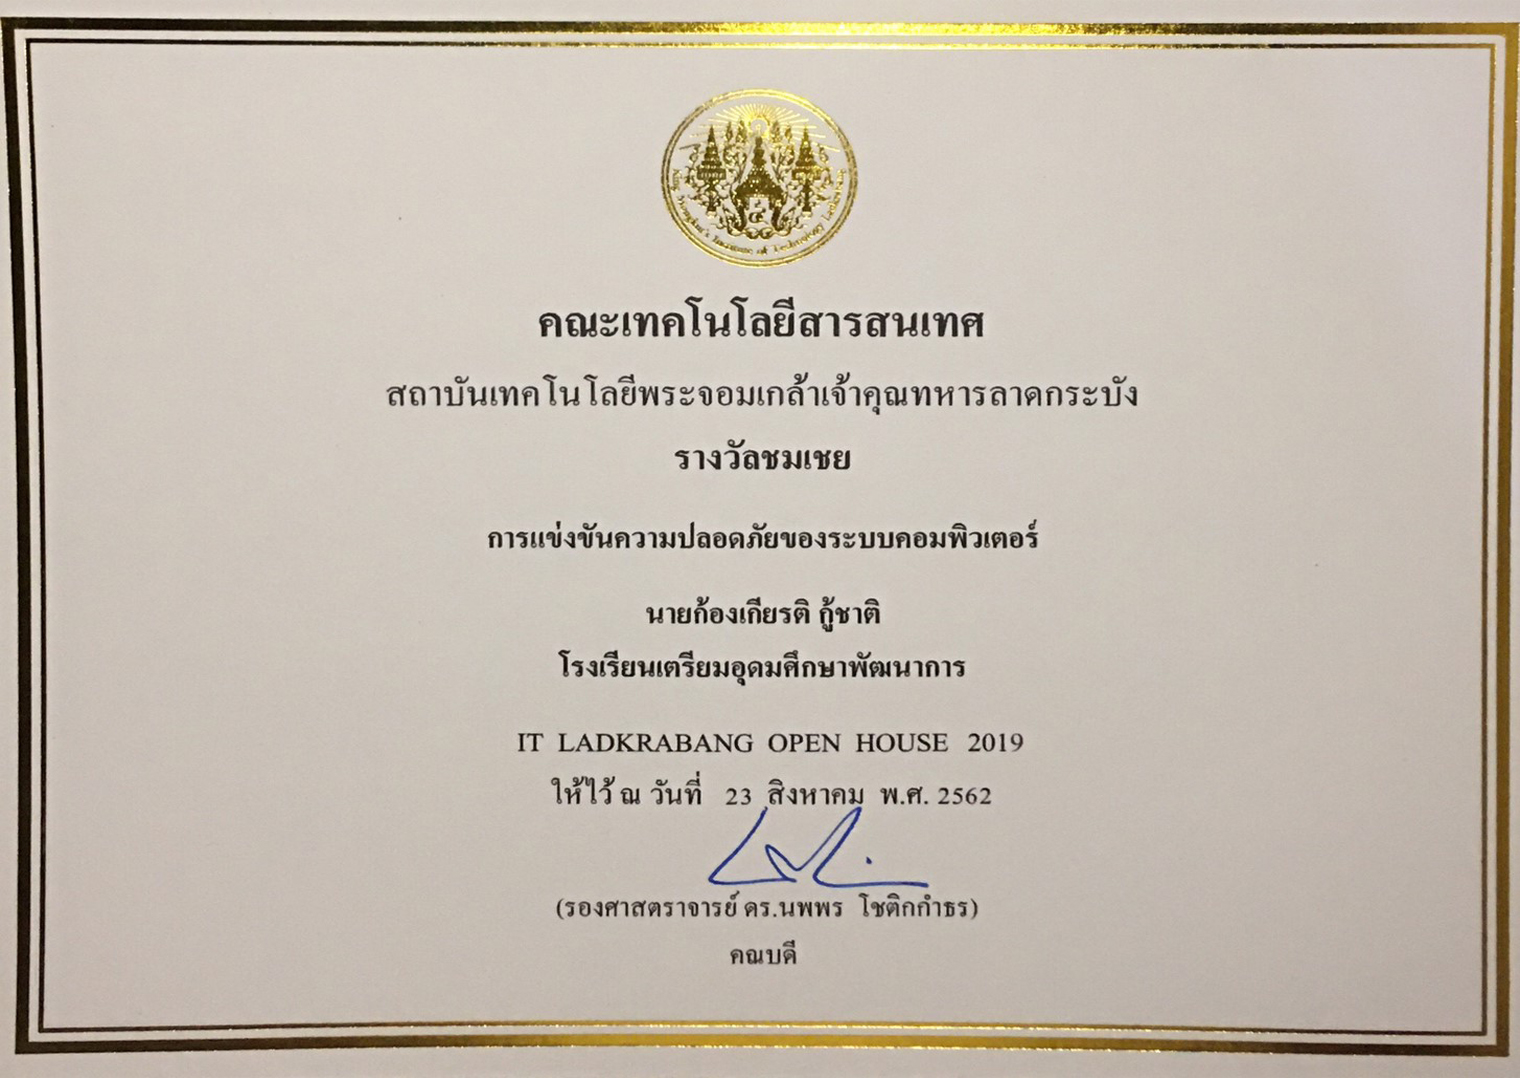 King Mongkut's Institute of Technology Ladkrabang
คณะเทคโนโลยีสารสนเทศ
สถาบันเทคโนโลยีพระจอมเกล้าเจ้าคุณทหารลาดกระบัง
รางวัลชมเชย
การแข่งขันความปลอดภัยของระบบคอมพิวเตอร์
นายก้องเกียรติ กู้ชาติ
โรงเรียนเตรียมอุดมศึกษาพัฒนาการ
IT LADKRABANG OPEN HOUSE 2019
ให้ไว้ ณ วันที่ 23 สิงหาคม พ.ศ. 2562
(รองศาสตราจารย์ ดร.นพพร โชติกกำธร)
คณบดี